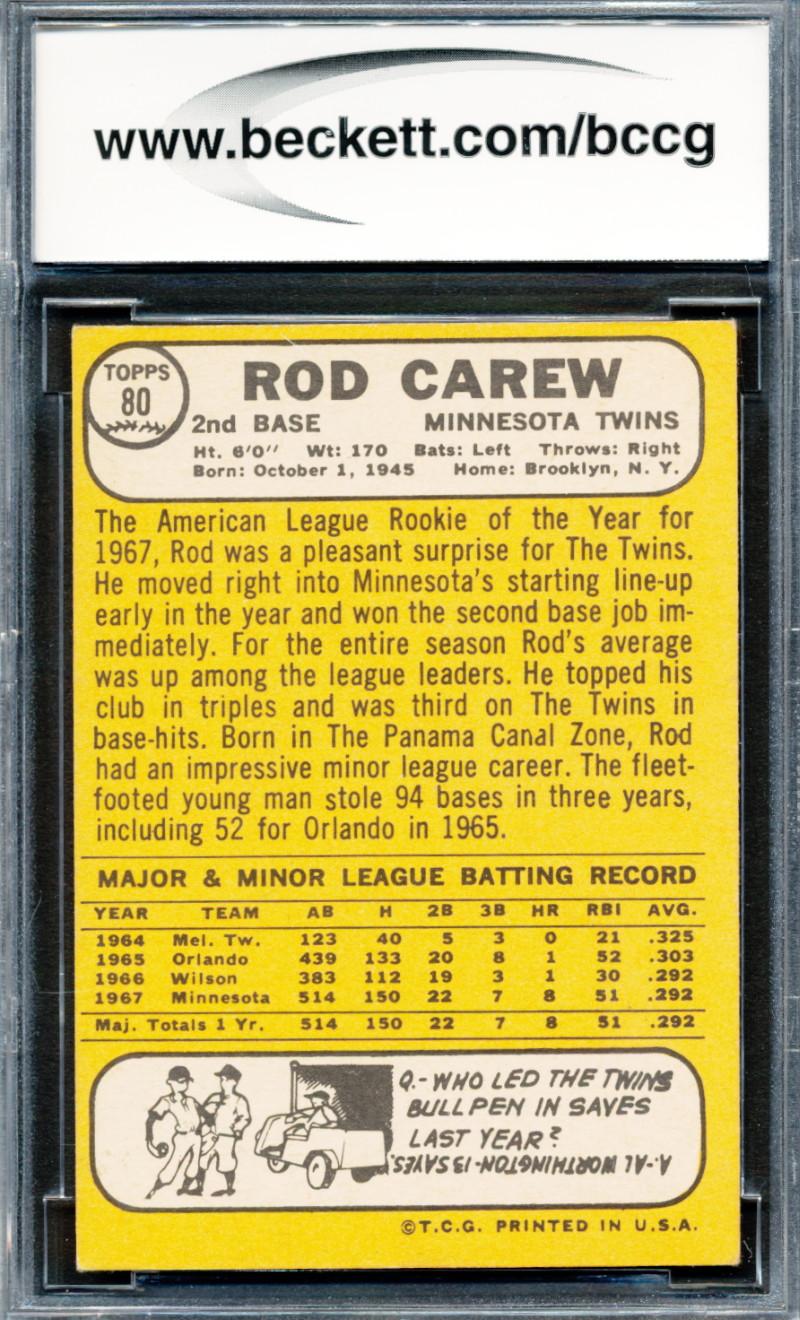 www.beckett.com/bccg
TOPPS
80
ROD CAREW
2nd BASE MINNESOTA TWINS
Ht. 6'0" Wt: 170 Bats: Left Throws: Right
Born: October 1, 1945 Home: Brooklyn, N. Y.
The American League Rookie of the Year for
1967, Rod was a pleasant surprise for The Twins.
He moved right into Minnesota's starting line-up
early in the year and won the second base job im-
mediately. For the entire season Rod's average
was up among the league leaders. He topped his
club in triples and was third on The Twins in
base-hits. Born in The Panama Canal Zone, Rod
had an impressive minor league career. The fleet-
footed young man stole 94 bases in three years,
including 52 for Orlando in 1965.
MAJOR & MINOR LEAGUE BATTING RECORD
YEAR TEAM AB H 2B 3B HR RBI AVG.
1964 Mel. Tw. 123 40 5 3 0 21 .325
1965 Orlando 439 133 20 8 1 52 .303
1966 Wilson 383 112 19 3 1 30 .292
1967 Minnesota 514 150 22 7 8 51 .292
Maj. Totals 1 Yr. 514 150 22 7 8 51 .292
Q.- WHO LED THE TWINS
BULLPEN IN SAVES
LAST YEAR?
A.-AL WORTHINGTON-13 SAVES.
©T.C.G. PRINTED IN U.S.A.